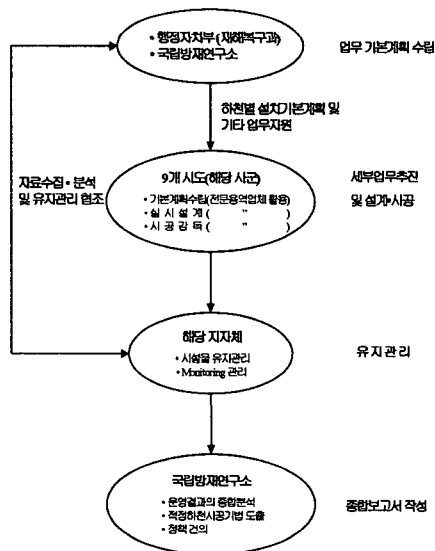 • 행정자치부 (재해복구과)
• 국립방재연구소
업무 기본계획 수립
하천별 설치기본계획 및
기타 업무지원
자료수집 • 분석
및 유지관리 협조
9개 시도(해당 시군)
• 기본계획수립(전문용역업체 활용)
• 실 시 설 계 ( " )
• 시 공 감 독 ( " )
세부업무추진
및 설계•시공
해당 지자체
• 시설물 유지관리
• Monitoring 관리
유 지 관 리
국립방재연구소
• 운영결과의 종합분석
• 적정하천시공기법 도출
• 정책 건의
종합보고서 작성